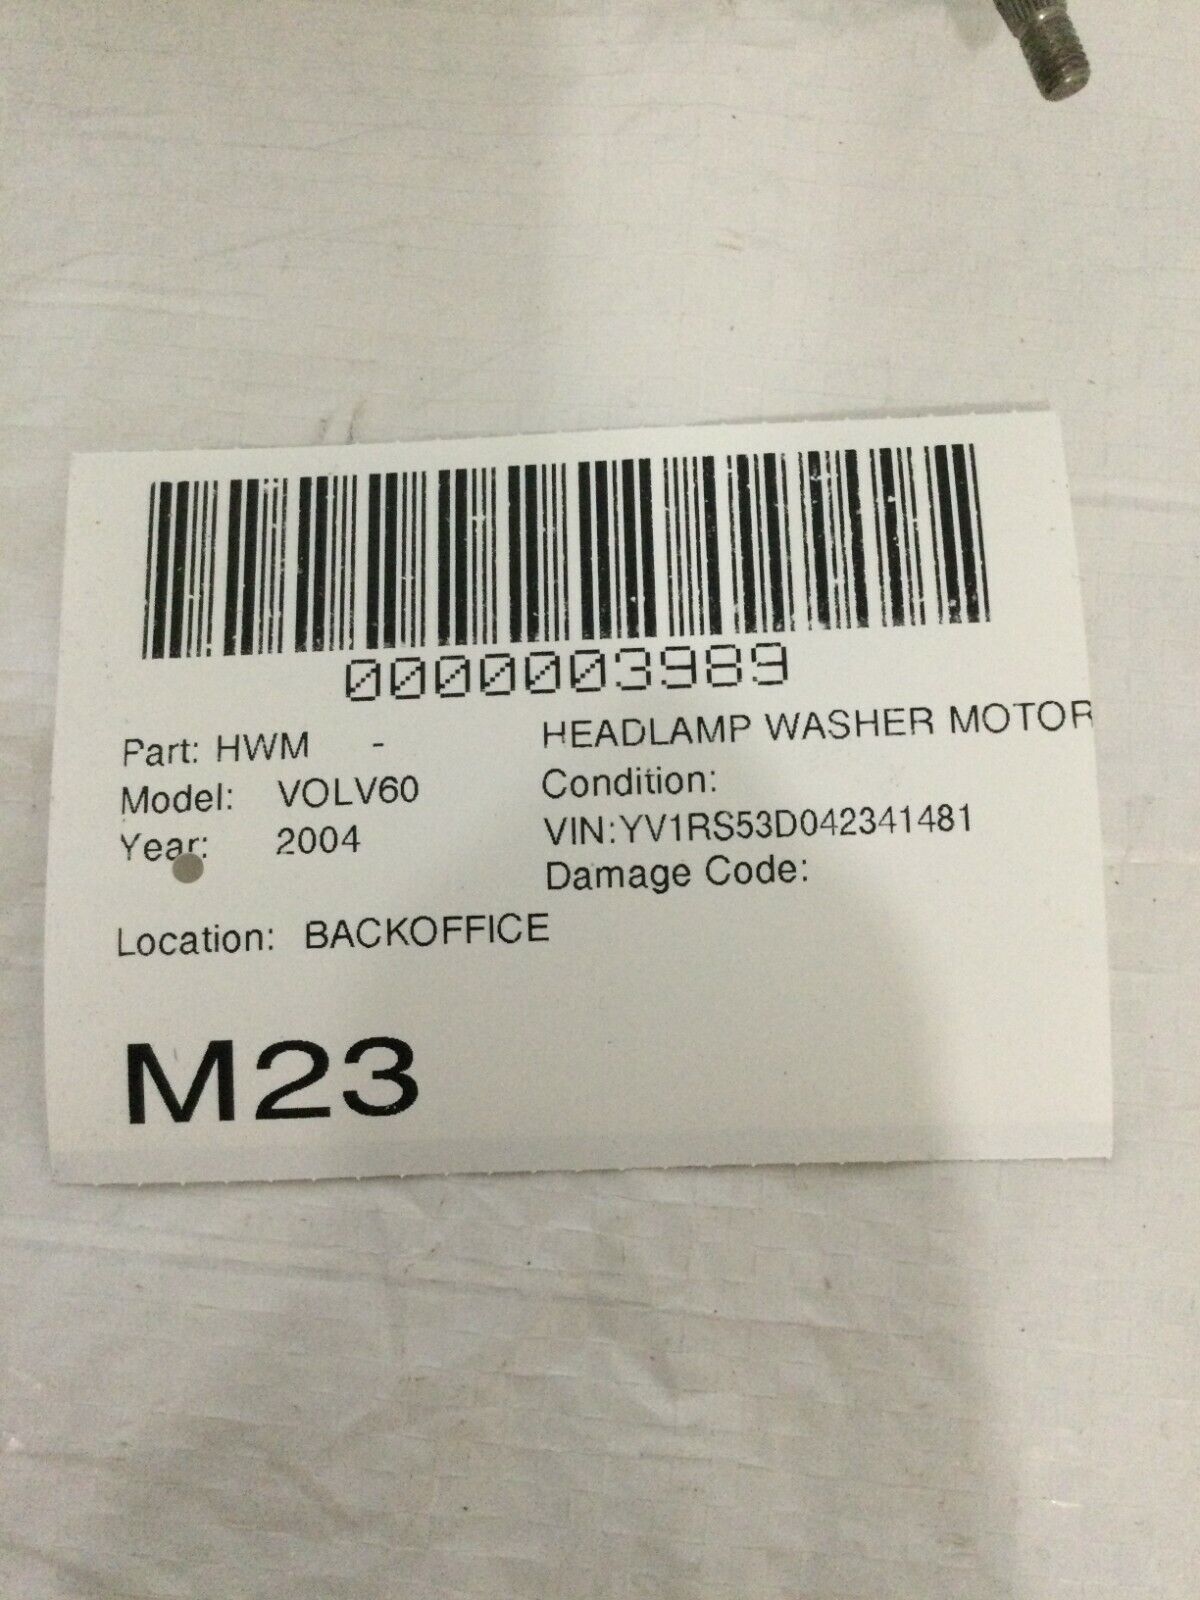 0000003989
Part: HWM - HEADLAMP WASHER MOTOR
Model: VOLV60 Condition:
Year: 2004 VIN:YV1RS53D042341481
Damage Code:
Location: BACKOFFICE
M23